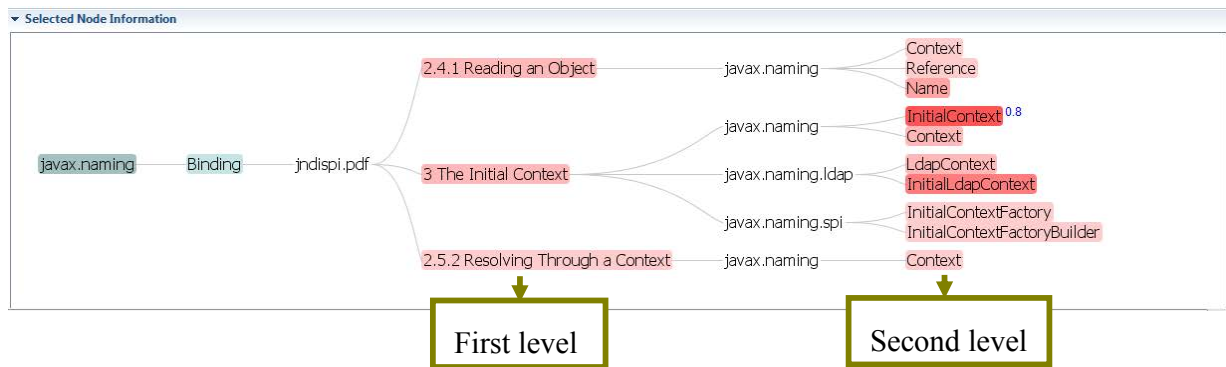 Selected Node Information
Context
2.4.1 Reading an Object
javax.naming
Reference
Name
javax.naming
InitialContext 0.8
Context
javax.naming
Binding
jndispi.pdf
3 The Initial Context
javax.naming.ldap
LdapContext
InitialLdapContext
javax.naming.spi
InitialContextFactory
InitialContextFactoryBuilder
2.5.2 Resolving Through a Context
javax.naming
Context
First level
Second level